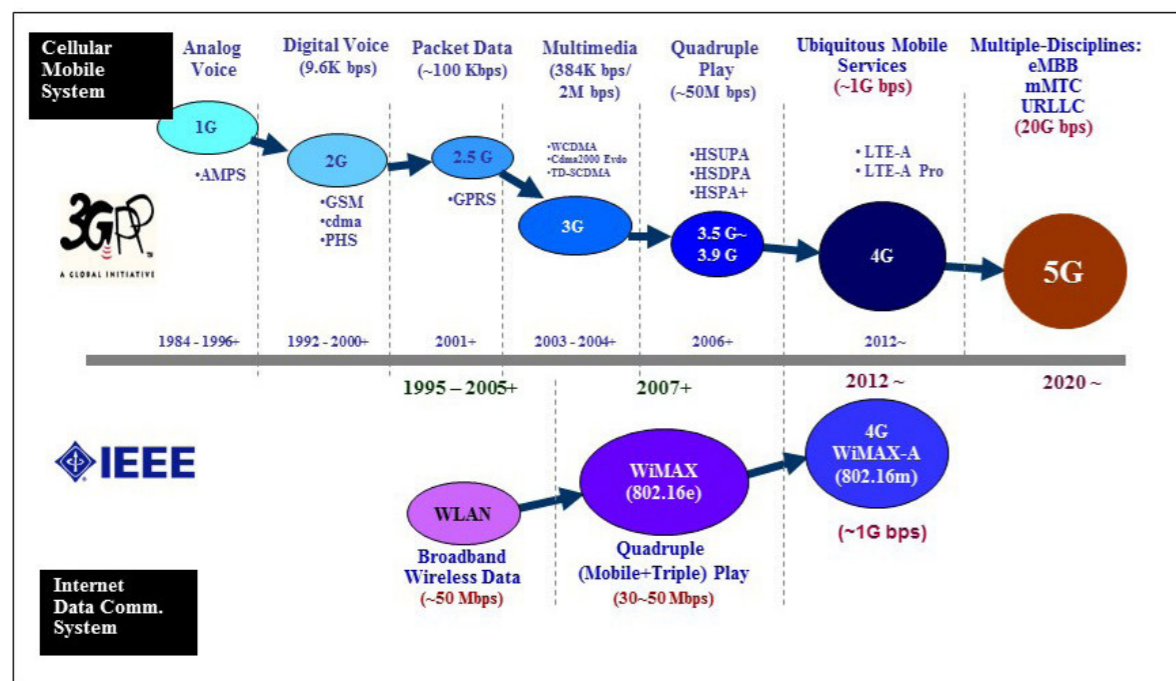 Cellular
Mobile
System
Analog
Voice
Digital Voice
(9.6K bps)
Packet Data
(~100 Kbps)
Multimedia
(384K bps/
2M bps)
Quadruple
Play
(~50M bps)
Ubiquitous Mobile
Services
(~1G bps)
Multiple-Disciplines:
eMBB
mMTC
URLLC
(20G bps)
1G
•AMPS
2G
•GSM
•cdma
•PHS
2.5 G
•GPRS
•WCDMA
•Cdma2000 Evdo
•TD-SCDMA
3G
•HSUPA
•HSDPA
•HSPA+
3.5 G~
3.9 G
•LTE-A
•LTE-A Pro
4G
5G
3GPP
TM
A GLOBAL INITIATIVE
1984 - 1996+
1992 - 2000+
2001+
2003 - 2004+
2006+
2012~
1995 – 2005+
2007+
2012 ~
2020 ~
IEEE
WLAN
Broadband
Wireless Data
(~50 Mbps)
WiMAX
(802.16e)
Quadruple
(Mobile+Triple) Play
(30~50 Mbps)
4G
WiMAX-A
(802.16m)
(~1G bps)
Internet
Data Comm.
System